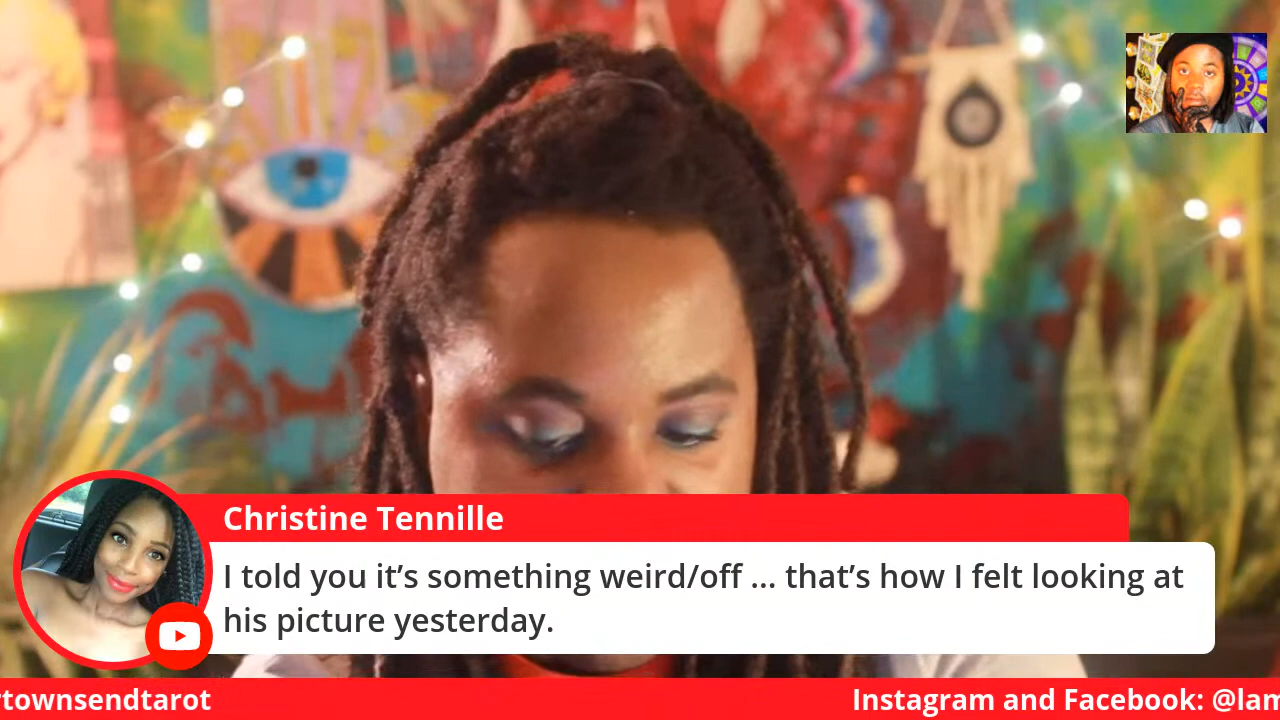 Christine Tennille
I told you it’s something weird/off ... that’s how I felt looking at
his picture yesterday.
townsendtarot
Instagram and Facebook: @lam